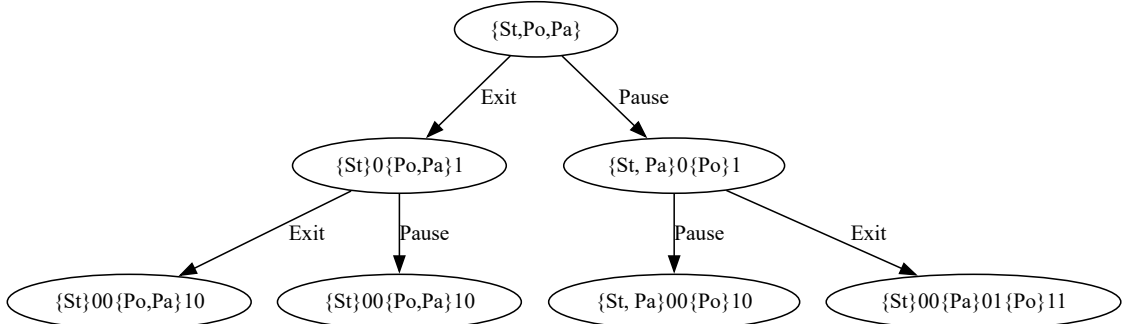 {St,Po,Pa}
Exit
Pause
{St}0{Po,Pa}1
{St, Pa}0{Po}1
Exit
Pause
Pause
Exit
{St}00{Po,Pa}10
{St}00{Po,Pa}10
{St, Pa}00{Po}10
{St}00{Pa}01{Po}11